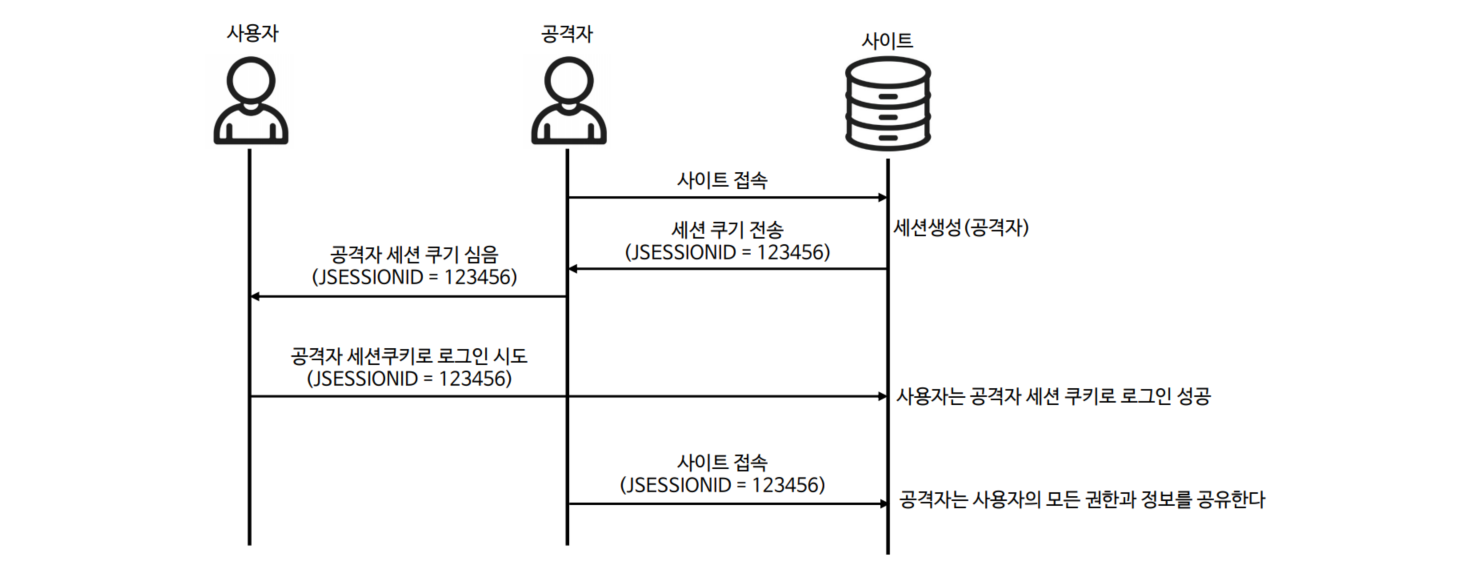 사용자
공격자
사이트
사이트 접속
세션 쿠기 전송
(JSESSIONID = 123456)
세션생성(공격자)
공격자 세션 쿠기 심음
(JSESSIONID = 123456)
공격자 세션쿠키로 로그인 시도
(JSESSIONID = 123456)
사용자는 공격자 세션 쿠키로 로그인 성공
사이트 접속
(JSESSIONID = 123456)
공격자는 사용자의 모든 권한과 정보를 공유한다